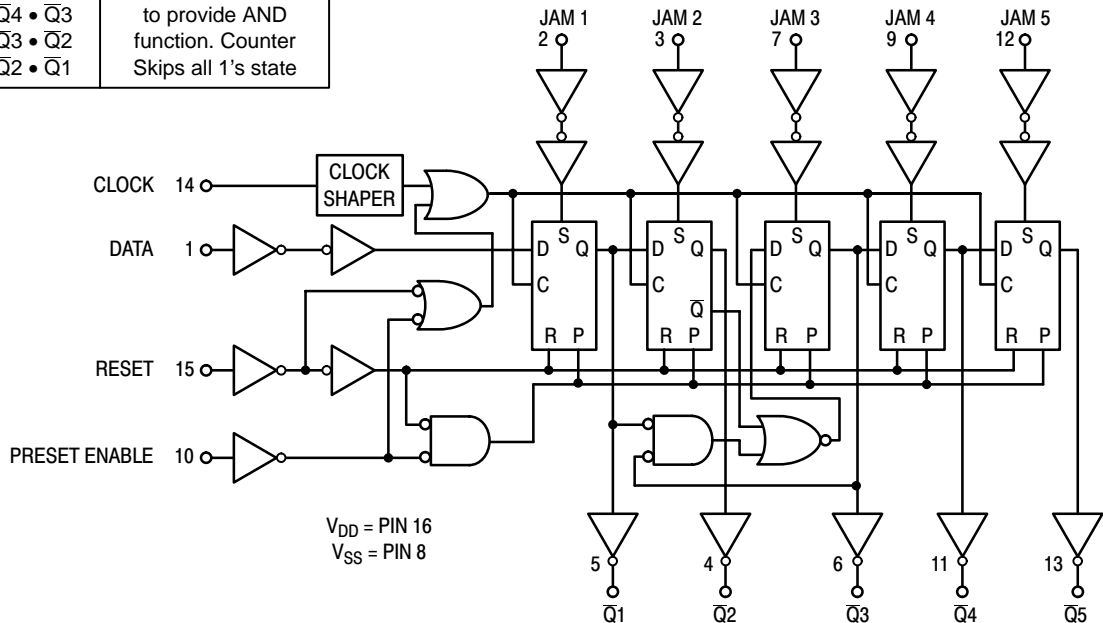 Q̅4 • Q̅3
Q̅3 • Q̅2
Q̅2 • Q̅1
to provide AND
function. Counter
Skips all 1's state
JAM 1
2
JAM 2
3
JAM 3
7
JAM 4
9
JAM 5
12
CLOCK 14
CLOCK
SHAPER
DATA 1
S
D Q
C
R P
S
D Q
C
Q̅
R P
S
D Q
C
R P
S
D Q
C
R P
S
D Q
C
R P
RESET 15
PRESET ENABLE 10
VDD = PIN 16
VSS = PIN 8
5
4
6
11
13
Q̅1
Q̅2
Q̅3
Q̅4
Q̅5